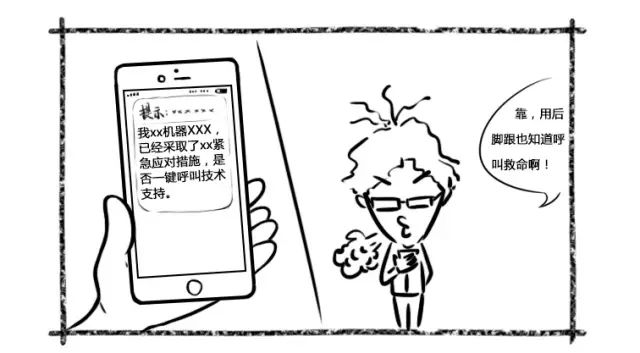 提示：
我xx机器XXX，
已经采取了xx紧
急应对措施，是
否一键呼叫技术
支持。
靠，用后
脚跟也知道呼
叫救命啊！